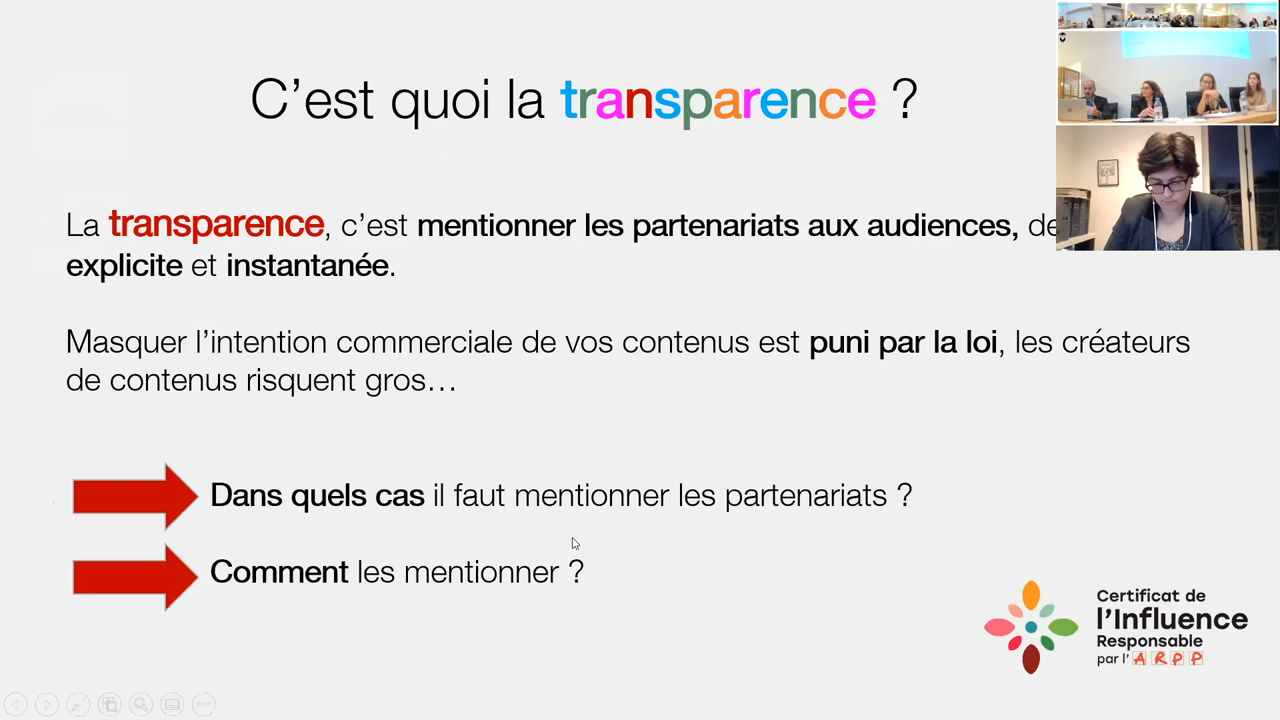 C'est quoi la transparence ?
La transparence, c'est mentionner les partenariats aux audiences, de
explicite et instantanée.
Masquer l'intention commerciale de vos contenus est puni par la loi, les créateurs
de contenus risquent gros…
Dans quels cas il faut mentionner les partenariats ?
Comment les mentionner ?
Certificat de
l'Influence
Responsable
par l'ARPP